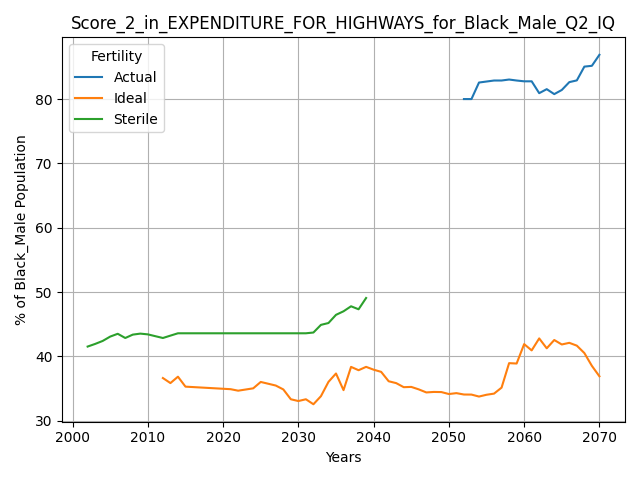 Score_2_in_EXPENDITURE_FOR_HIGHWAYS_for_Black_Male_Q2_IQ
Fertility
Actual
Ideal
Sterile
% of Black_Male Population
80
70
60
50
40
30
2000
2010
2020
2030
2040
2050
2060
2070
Years